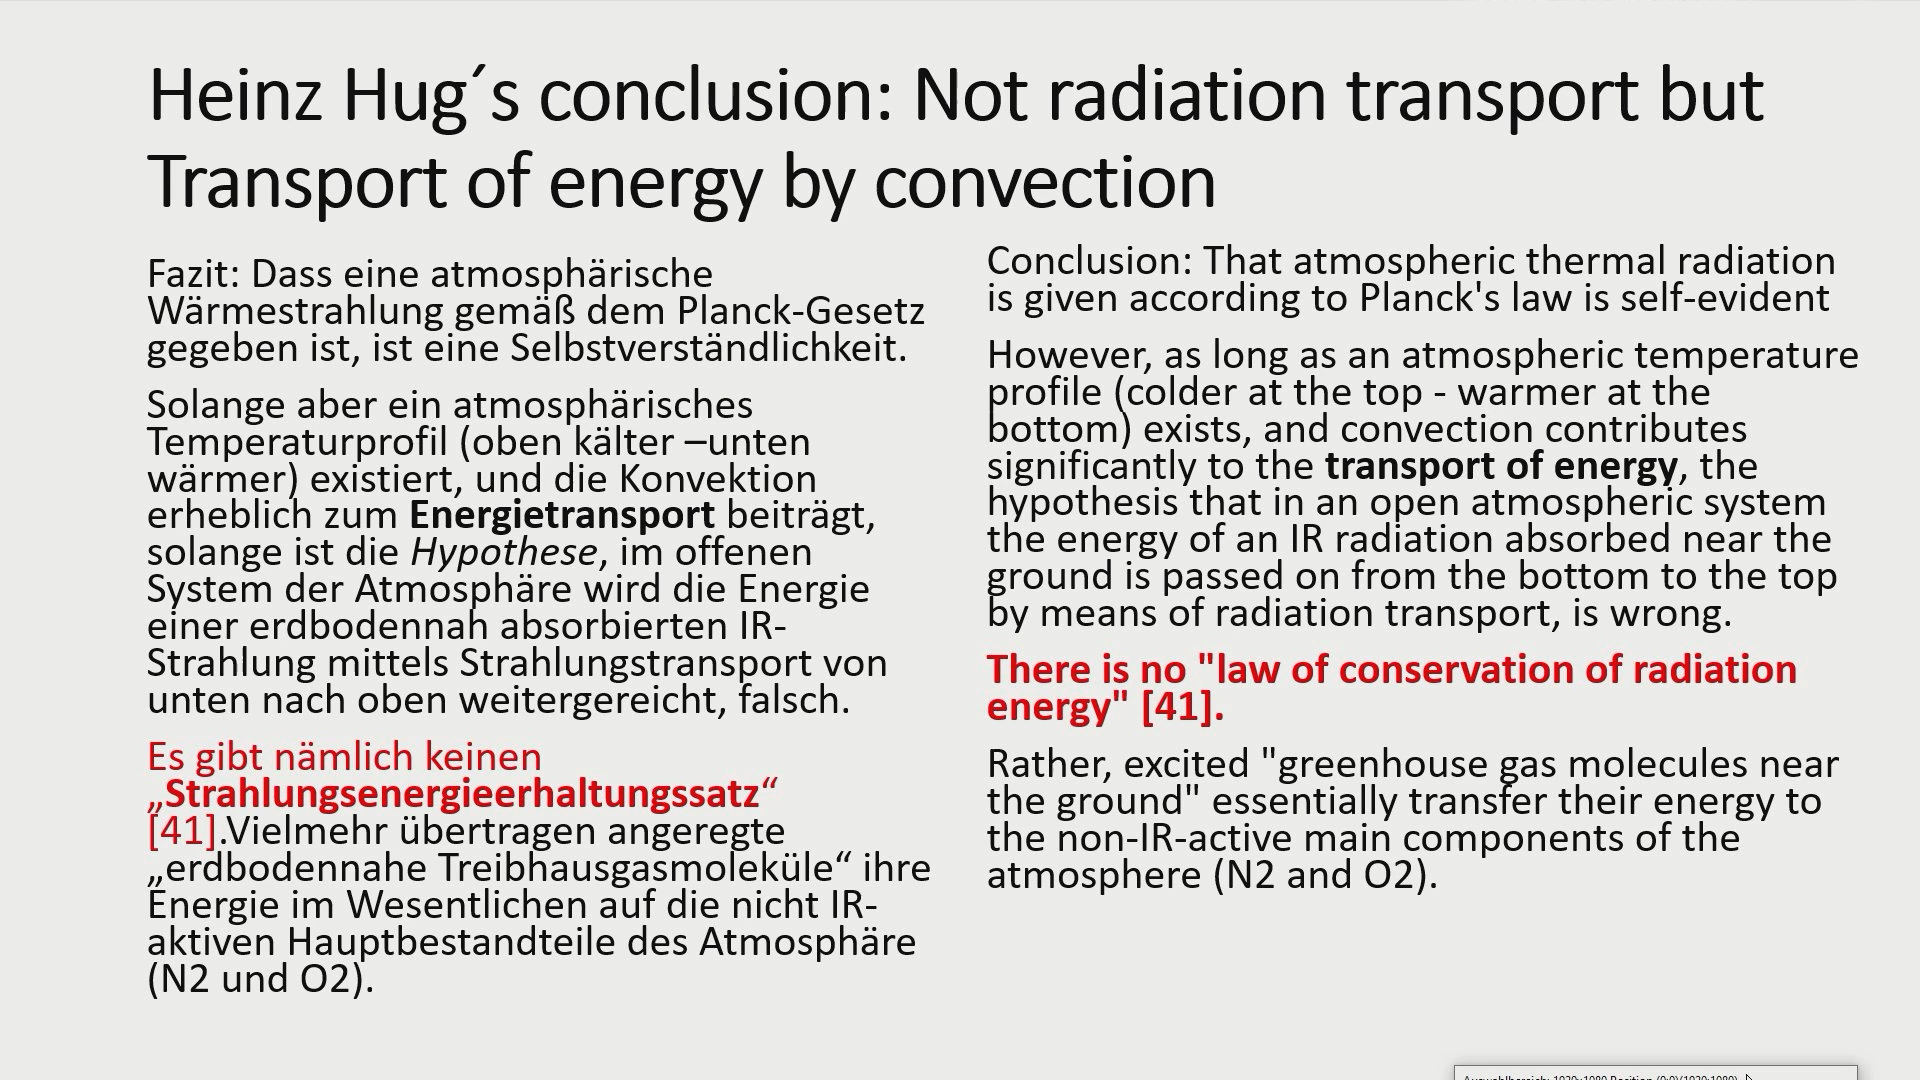 Heinz Hug´s conclusion: Not radiation transport but
Transport of energy by convection
Fazit: Dass eine atmosphärische
Wärmestrahlung gemäß dem Planck-Gesetz
gegeben ist, ist eine Selbstverständlichkeit.
Solange aber ein atmosphärisches
Temperaturprofil (oben kälter –unten
wärmer) existiert, und die Konvektion
erheblich zum Energietransport beiträgt,
solange ist die Hypothese, im offenen
System der Atmosphäre wird die Energie
einer erdbodennah absorbierten IR-
Strahlung mittels Strahlungstransport von
unten nach oben weitergereicht, falsch.
Es gibt nämlich keinen
„Strahlungsenergieerhaltungssatz“
[41].Vielmehr übertragen angeregte
„erdbodennahe Treibhausgasmoleküle“ ihre
Energie im Wesentlichen auf die nicht IR-
aktiven Hauptbestandteile des Atmosphäre
(N2 und O2).
Conclusion: That atmospheric thermal radiation
is given according to Planck's law is self-evident
However, as long as an atmospheric temperature
profile (colder at the top - warmer at the
bottom) exists, and convection contributes
significantly to the transport of energy, the
hypothesis that in an open atmospheric system
the energy of an IR radiation absorbed near the
ground is passed on from the bottom to the top
by means of radiation transport, is wrong.
There is no "law of conservation of radiation
energy" [41].
Rather, excited "greenhouse gas molecules near
the ground" essentially transfer their energy to
the non-IR-active main components of the
atmosphere (N2 and O2).